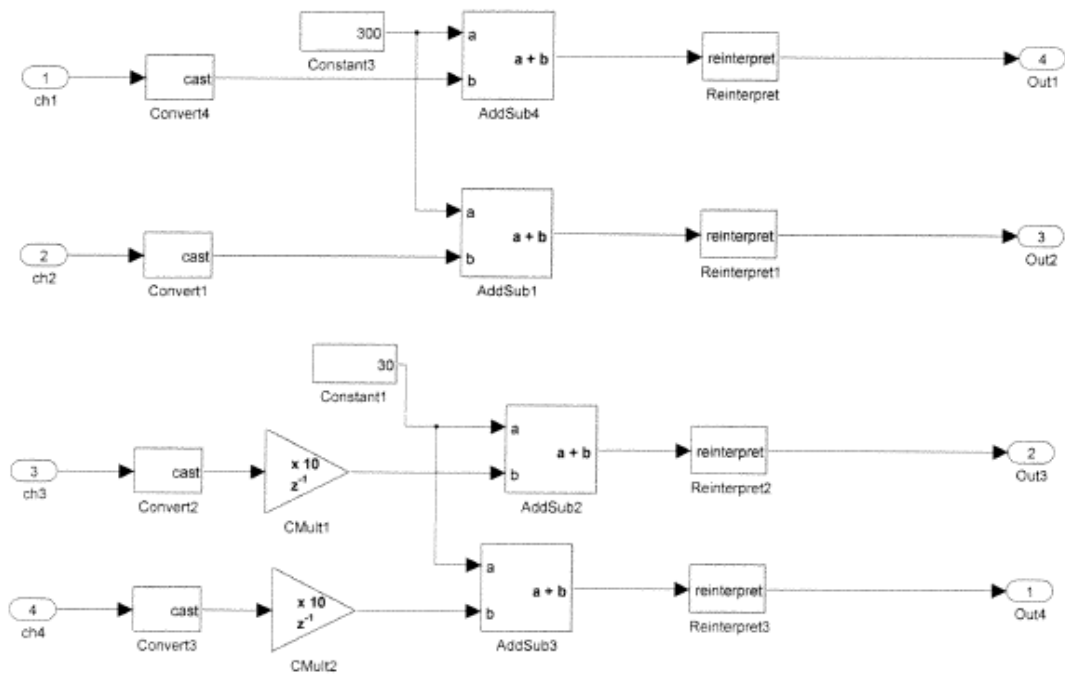 300
Constant3
a
b
a + b
AddSub4
reinterpret
Reinterpret
4
Out1
1
ch1
cast
Convert4
a
b
a + b
AddSub1
reinterpret
Reinterpret1
3
Out2
2
ch2
cast
Convert1
30
Constant1
a
b
a + b
AddSub2
reinterpret
Reinterpret2
2
Out3
3
ch3
cast
Convert2
x 10
z⁻¹
CMult1
a
b
a + b
AddSub3
reinterpret
Reinterpret3
1
Out4
4
ch4
cast
Convert3
x 10
z⁻¹
CMult2